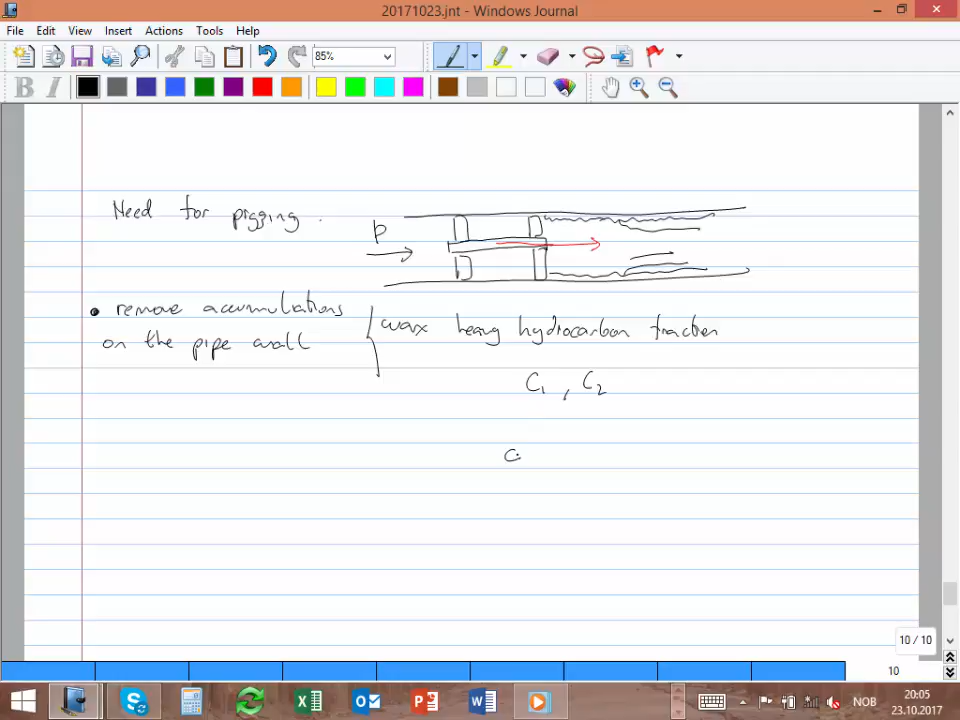 20171023.jnt - Windows Journal
File Edit View Insert Actions Tools Help
85%
B I
Need for pigging.
P
• remove accumulations
on the pipe wall
wax heavy hydrocarbon fraction
C1, C2
C
10 / 10
10
20:05
NOB
23.10.2017